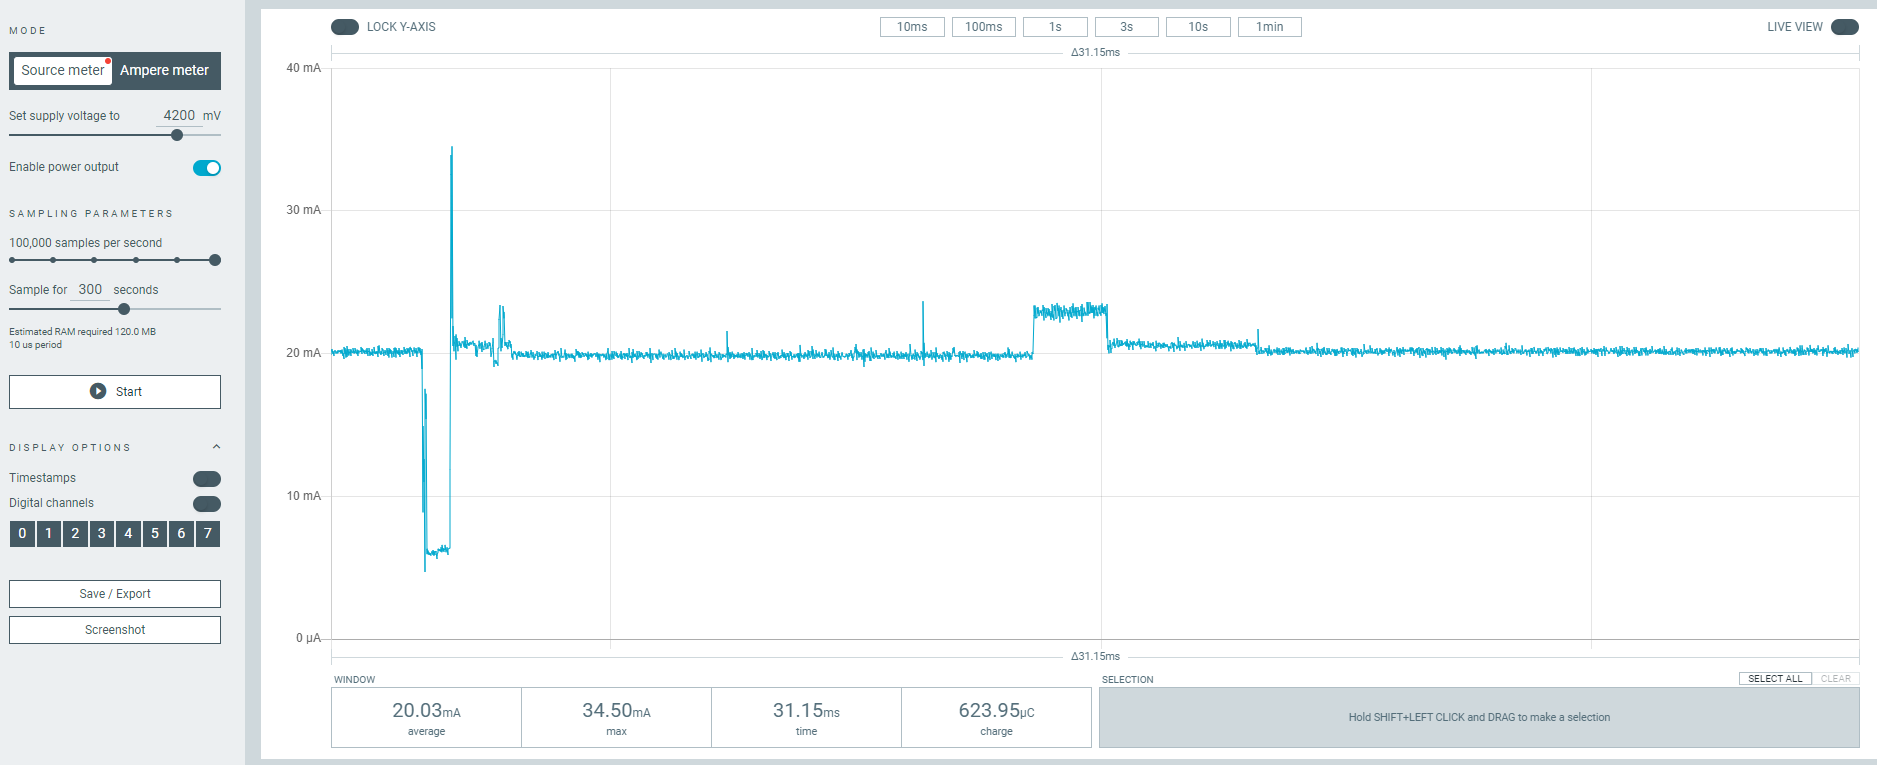 MODE
Source meter Ampere meter
Set supply voltage to 4200 mV
Enable power output
SAMPLING PARAMETERS
100,000 samples per second
Sample for 300 seconds
Estimated RAM required 120.0 MB
10 us period
Start
DISPLAY OPTIONS
Timestamps
Digital channels
0 1 2 3 4 5 6 7
Save / Export
Screenshot
LOCK Y-AXIS 10ms 100ms 1s 3s 10s 1min LIVE VIEW
Δ31.15ms
40 mA
30 mA
20 mA
10 mA
0 µA
Δ31.15ms
WINDOW
20.03mA 34.50mA 31.15ms 623.95µC
average max time charge
SELECTION SELECT ALL CLEAR
Hold SHIFT+LEFT CLICK and DRAG to make a selection